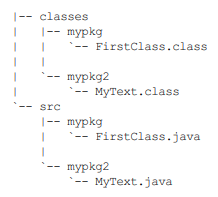 |-- classes
|   |-- mypkg
|   |   `-- FirstClass.class
|   |
|   `-- mypkg2
|       `-- MyText.class
`-- src
    |-- mypkg
    |   `-- FirstClass.java
    |
    `-- mypkg2
        `-- MyText.java